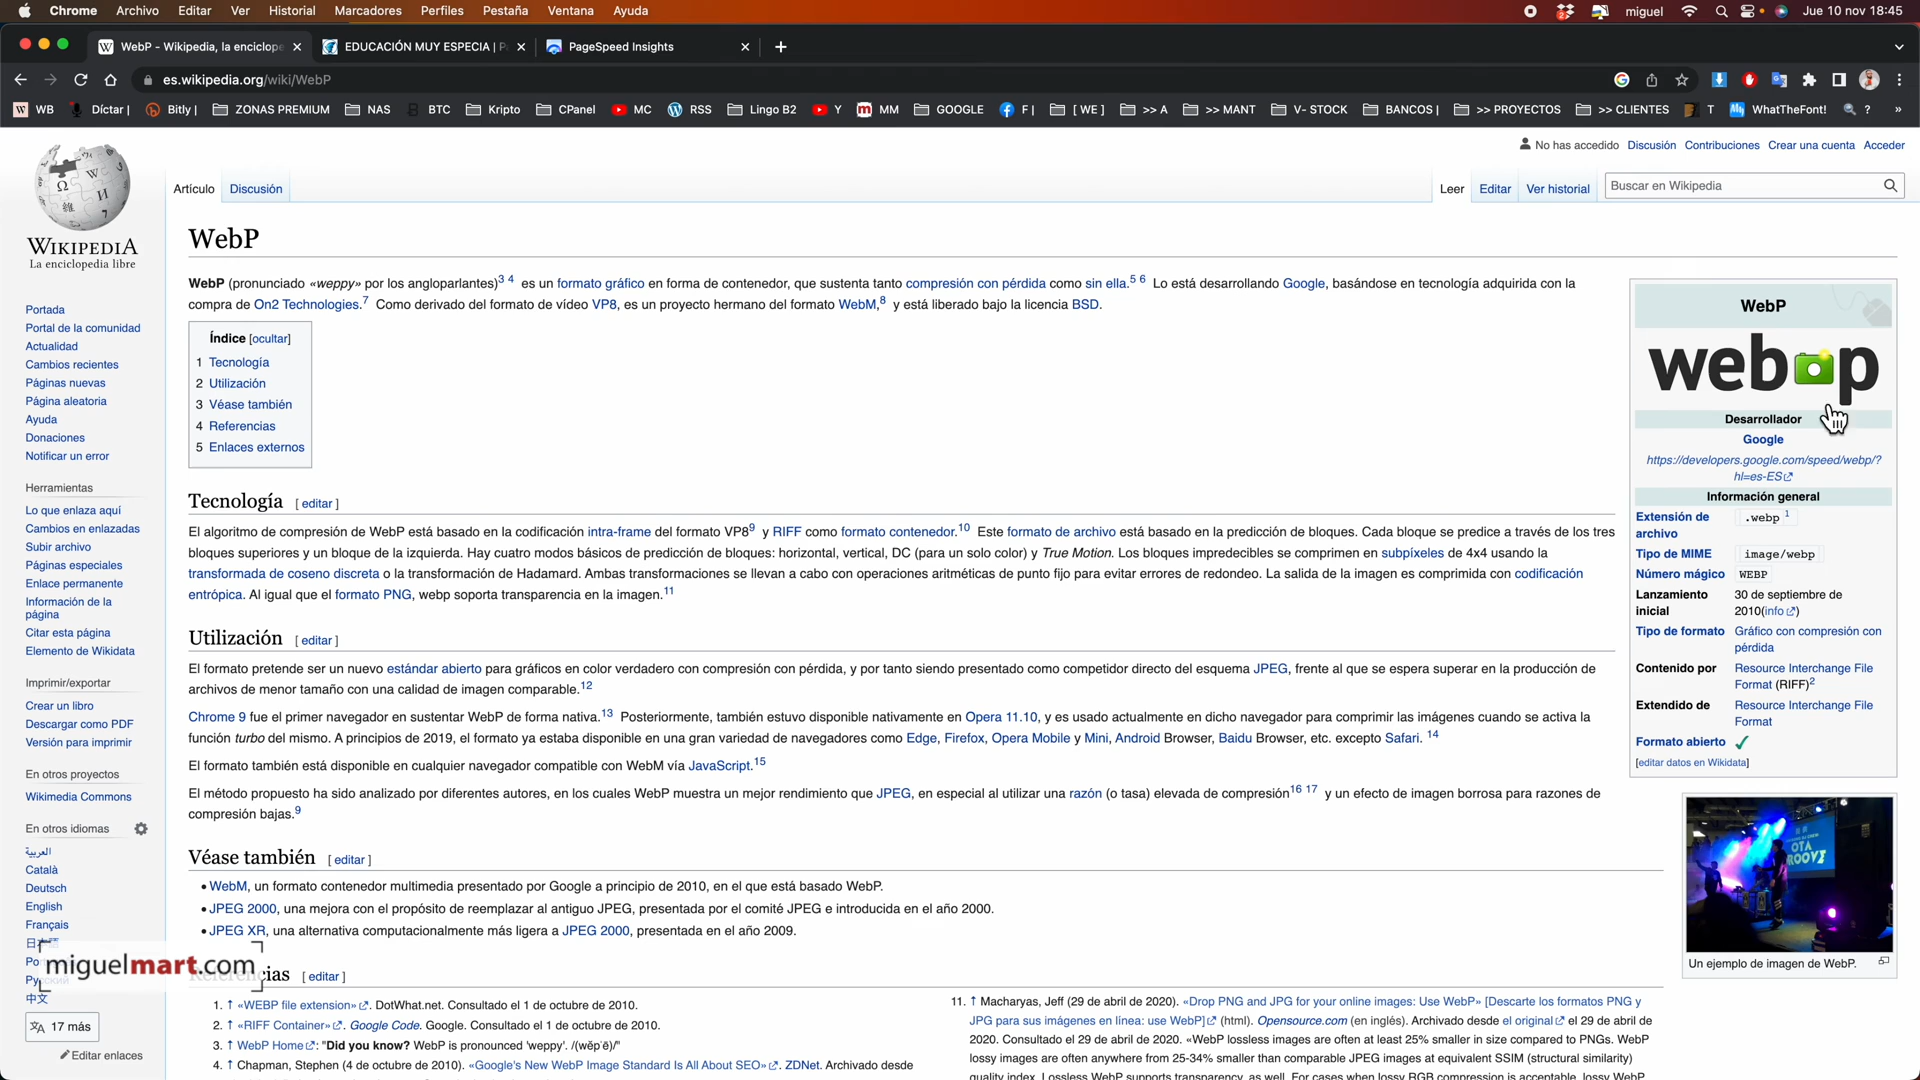 Chrome Archivo Editar Ver Historial Marcadores Perfiles Pestaña Ventana Ayuda
miguel Jue 10 nov 18:45
WebP - Wikipedia, la enciclope
EDUCACIÓN MUY ESPECIA | P
PageSpeed Insights
es.wikipedia.org/wiki/WebP
WB Díctar | Bitly | ZONAS PREMIUM NAS BTC Kripto CPanel MC RSS Lingo B2 Y MM GOOGLE F | [ WE ] >> A >> MANT V- STOCK BANCOS | >> PROYECTOS >> CLIENTES T WhatTheFont! ? »
No has accedido Discusión Contribuciones Crear una cuenta Acceder
Artículo Discusión
Leer Editar Ver historial Buscar en Wikipedia
WIKIPEDIA
La enciclopedia libre
Portada
Portal de la comunidad
Actualidad
Cambios recientes
Páginas nuevas
Página aleatoria
Ayuda
Donaciones
Notificar un error
Herramientas
Lo que enlaza aquí
Cambios en enlazadas
Subir archivo
Páginas especiales
Enlace permanente
Información de la
página
Citar esta página
Elemento de Wikidata
Imprimir/exportar
Crear un libro
Descargar como PDF
Versión para imprimir
En otros proyectos
Wikimedia Commons
En otros idiomas
العربية
Català
Deutsch
English
Français
中文
17 más
Editar enlaces
miguelmart.com
WebP
WebP (pronunciado «weppy» por los angloparlantes)3 4 es un formato gráfico en forma de contenedor, que sustenta tanto compresión con pérdida como sin ella.5 6 Lo está desarrollando Google, basándose en tecnología adquirida con la
compra de On2 Technologies.7 Como derivado del formato de vídeo VP8, es un proyecto hermano del formato WebM,8 y está liberado bajo la licencia BSD.
Índice [ocultar]
1 Tecnología
2 Utilización
3 Véase también
4 Referencias
5 Enlaces externos
Tecnología [ editar ]
El algoritmo de compresión de WebP está basado en la codificación intra-frame del formato VP89 y RIFF como formato contenedor.10 Este formato de archivo está basado en la predicción de bloques. Cada bloque se predice a través de los tres
bloques superiores y un bloque de la izquierda. Hay cuatro modos básicos de predicción de bloques: horizontal, vertical, DC (para un solo color) y True Motion. Los bloques impredecibles se comprimen en subpíxeles de 4x4 usando la
transformada de coseno discreta o la transformación de Hadamard. Ambas transformaciones se llevan a cabo con operaciones aritméticas de punto fijo para evitar errores de redondeo. La salida de la imagen es comprimida con codificación
entrópica. Al igual que el formato PNG, webp soporta transparencia en la imagen.11
Utilización [ editar ]
El formato pretende ser un nuevo estándar abierto para gráficos en color verdadero con compresión con pérdida, y por tanto siendo presentado como competidor directo del esquema JPEG, frente al que se espera superar en la producción de
archivos de menor tamaño con una calidad de imagen comparable.12
Chrome 9 fue el primer navegador en sustentar WebP de forma nativa.13 Posteriormente, también estuvo disponible nativamente en Opera 11.10, y es usado actualmente en dicho navegador para comprimir las imágenes cuando se activa la
función turbo del mismo. A principios de 2019, el formato ya estaba disponible en una gran variedad de navegadores como Edge, Firefox, Opera Mobile y Mini, Android Browser, Baidu Browser, etc. excepto Safari. 14
El formato también está disponible en cualquier navegador compatible con WebM vía JavaScript.15
El método propuesto ha sido analizado por diferentes autores, en los cuales WebP muestra un mejor rendimiento que JPEG, en especial al utilizar una razón (o tasa) elevada de compresión16 17 y un efecto de imagen borrosa para razones de
compresión bajas.9
Véase también [ editar ]
• WebM, un formato contenedor multimedia presentado por Google a principio de 2010, en el que está basado WebP.
• JPEG 2000, una mejora con el propósito de reemplazar al antiguo JPEG, presentada por el comité JPEG e introducida en el año 2000.
• JPEG XR, una alternativa computacionalmente más ligera a JPEG 2000, presentada en el año 2009.
[ editar ]
1. ↑ «WEBP file extension». DotWhat.net. Consultado el 1 de octubre de 2010.
2. ↑ «RIFF Container». Google Code. Google. Consultado el 1 de octubre de 2010.
3. ↑ WebP Home: "Did you know? WebP is pronounced 'weppy'. /(wĕpˈē)/"
4. ↑ Chapman, Stephen (4 de octubre de 2010). «Google's New WebP Image Standard Is All About SEO». ZDNet. Archivado desde
11. ↑ Macharyas, Jeff (29 de abril de 2020). «Drop PNG and JPG for your online images: Use WebP» [Descarte los formatos PNG y
JPG para sus imágenes en línea: use WebP] (html). Opensource.com (en inglés). Archivado desde el original el 29 de abril de
2020. Consultado el 29 de abril de 2020. «WebP lossless images are often at least 25% smaller in size compared to PNGs. WebP
lossy images are often anywhere from 25-34% smaller than comparable JPEG images at equivalent SSIM (structural similarity)
quality index. Lossless WebP supports transparency, as well. For cases when lossy RGB compression is acceptable, lossy WebP
WebP
webp
Desarrollador
Google
https://developers.google.com/speed/webp/?
hl=es-ES
Información general
Extensión de archivo .webp 1
Tipo de MIME image/webp
Número mágico WEBP
Lanzamiento inicial 30 de septiembre de 2010(info)
Tipo de formato Gráfico con compresión con pérdida
Contenido por Resource Interchange File Format (RIFF)2
Extendido de Resource Interchange File Format
Formato abierto ✓
[editar datos en Wikidata]
Un ejemplo de imagen de WebP.